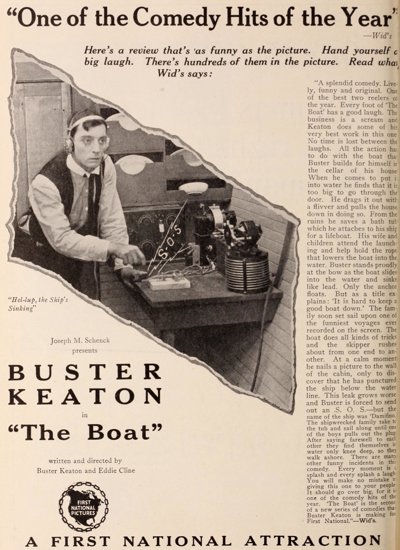 "One of the Comedy Hits of the Year"
—Wid's
Here's a review that's as funny as the picture. Hand yourself a
big laugh. There's hundreds of them in the picture. Read what
Wid's says:
S·O·S
"Hel-lup, the Ship's
Sinking"
Joseph M. Schenck
presents
BUSTER
KEATON
in
"The Boat"
written and directed by
Buster Keaton and Eddie Cline
FIRST
NATIONAL
PICTURES
"A splendid comedy. Live-
ly, funny and original. One
of the best two reelers of
the year. Every foot of 'The
Boat' has a good laugh. The
business is a scream and
Keaton does some of his
very best work in this one.
No time is lost between the
laughs. All the action has
to do with the boat that
Buster builds for himself in
the cellar of his house.
When he comes to put it
into water he finds that it is
too big to go through the
door. He drags it out with
a flivver and pulls the house
down in doing so. From the
ruins he saves a bath tub
which he attaches to his ship
for a lifeboat. His wife and
children attend the launch-
ing and help hold the rope
that lowers the boat into the
water. Buster stands proudly
at the bow as the boat slides
into the water and sinks
like lead. Only the anchor
floats. But as a title ex-
plains: 'It is hard to keep a
good boat down.' The fam-
ily soon set sail upon one of
the funniest voyages ever
recorded on the screen. The
boat does all kinds of tricks
and the skipper rushes
about from one end to an-
other. At a calm moment
he nails a picture to the wall
of the cabin, only to dis-
cover that he has punctured
the ship below the water
line. This leak grows worse
and Buster is forced to send
out an S. O. S.—but the
name of the ship was 'Damfino.'
The shipwrecked family take to
the tub and sail along until one
of the boys pulls out the plug.
After saying farewell to each
other they find themselves in
water only knee deep, so they
walk ashore. There are many
other funny incidents in the
comedy. Every moment is a
splash and every splash a laugh.
You will make no mistake in
giving this one to your people.
It should go over big, for it is
one of the comedy hits of the
year. 'The Boat' is the second
of a new series of comedies that
Buster Keaton is making for
First National."—Wid's.
A FIRST NATIONAL ATTRACTION